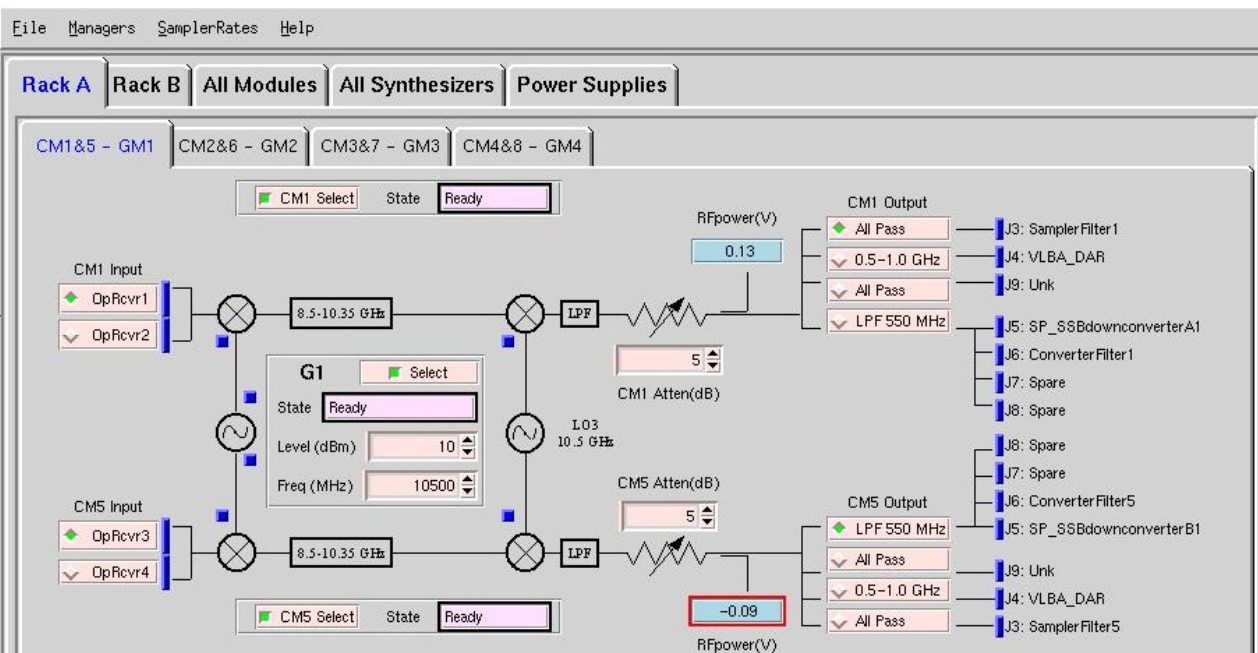 File Managers SamplerRates Help
Rack A Rack B All Modules All Synthesizers Power Supplies
CM1&5 - GM1 CM2&6 - GM2 CM3&7 - GM3 CM4&8 - GM4
CM1 Select State Ready
CM1 Input
OpRcvr1
OpRcvr2
8.5-10.35 GHz
LPF
RFpower(V)
0.13
5
CM1 Atten(dB)
CM1 Output
All Pass
0.5-1.0 GHz
All Pass
LPF 550 MHz
J3: SamplerFilter1
J4: VLBA_DAR
J9: Unk
J5: SP_SSBdownconverterA1
J6: ConverterFilter1
J7: Spare
J8: Spare
G1 Select
State Ready
Level (dBm) 10
Freq (MHz) 10500
LO3
10.5 GHz
CM5 Input
OpRcvr3
OpRcvr4
8.5-10.35 GHz
LPF
CM5 Atten(dB)
5
-0.09
RFpower(V)
CM5 Output
LPF 550 MHz
All Pass
0.5-1.0 GHz
All Pass
J8: Spare
J7: Spare
J6: ConverterFilter5
J5: SP_SSBdownconverterB1
J9: Unk
J4: VLBA_DAR
J3: SamplerFilter5
CM5 Select State Ready